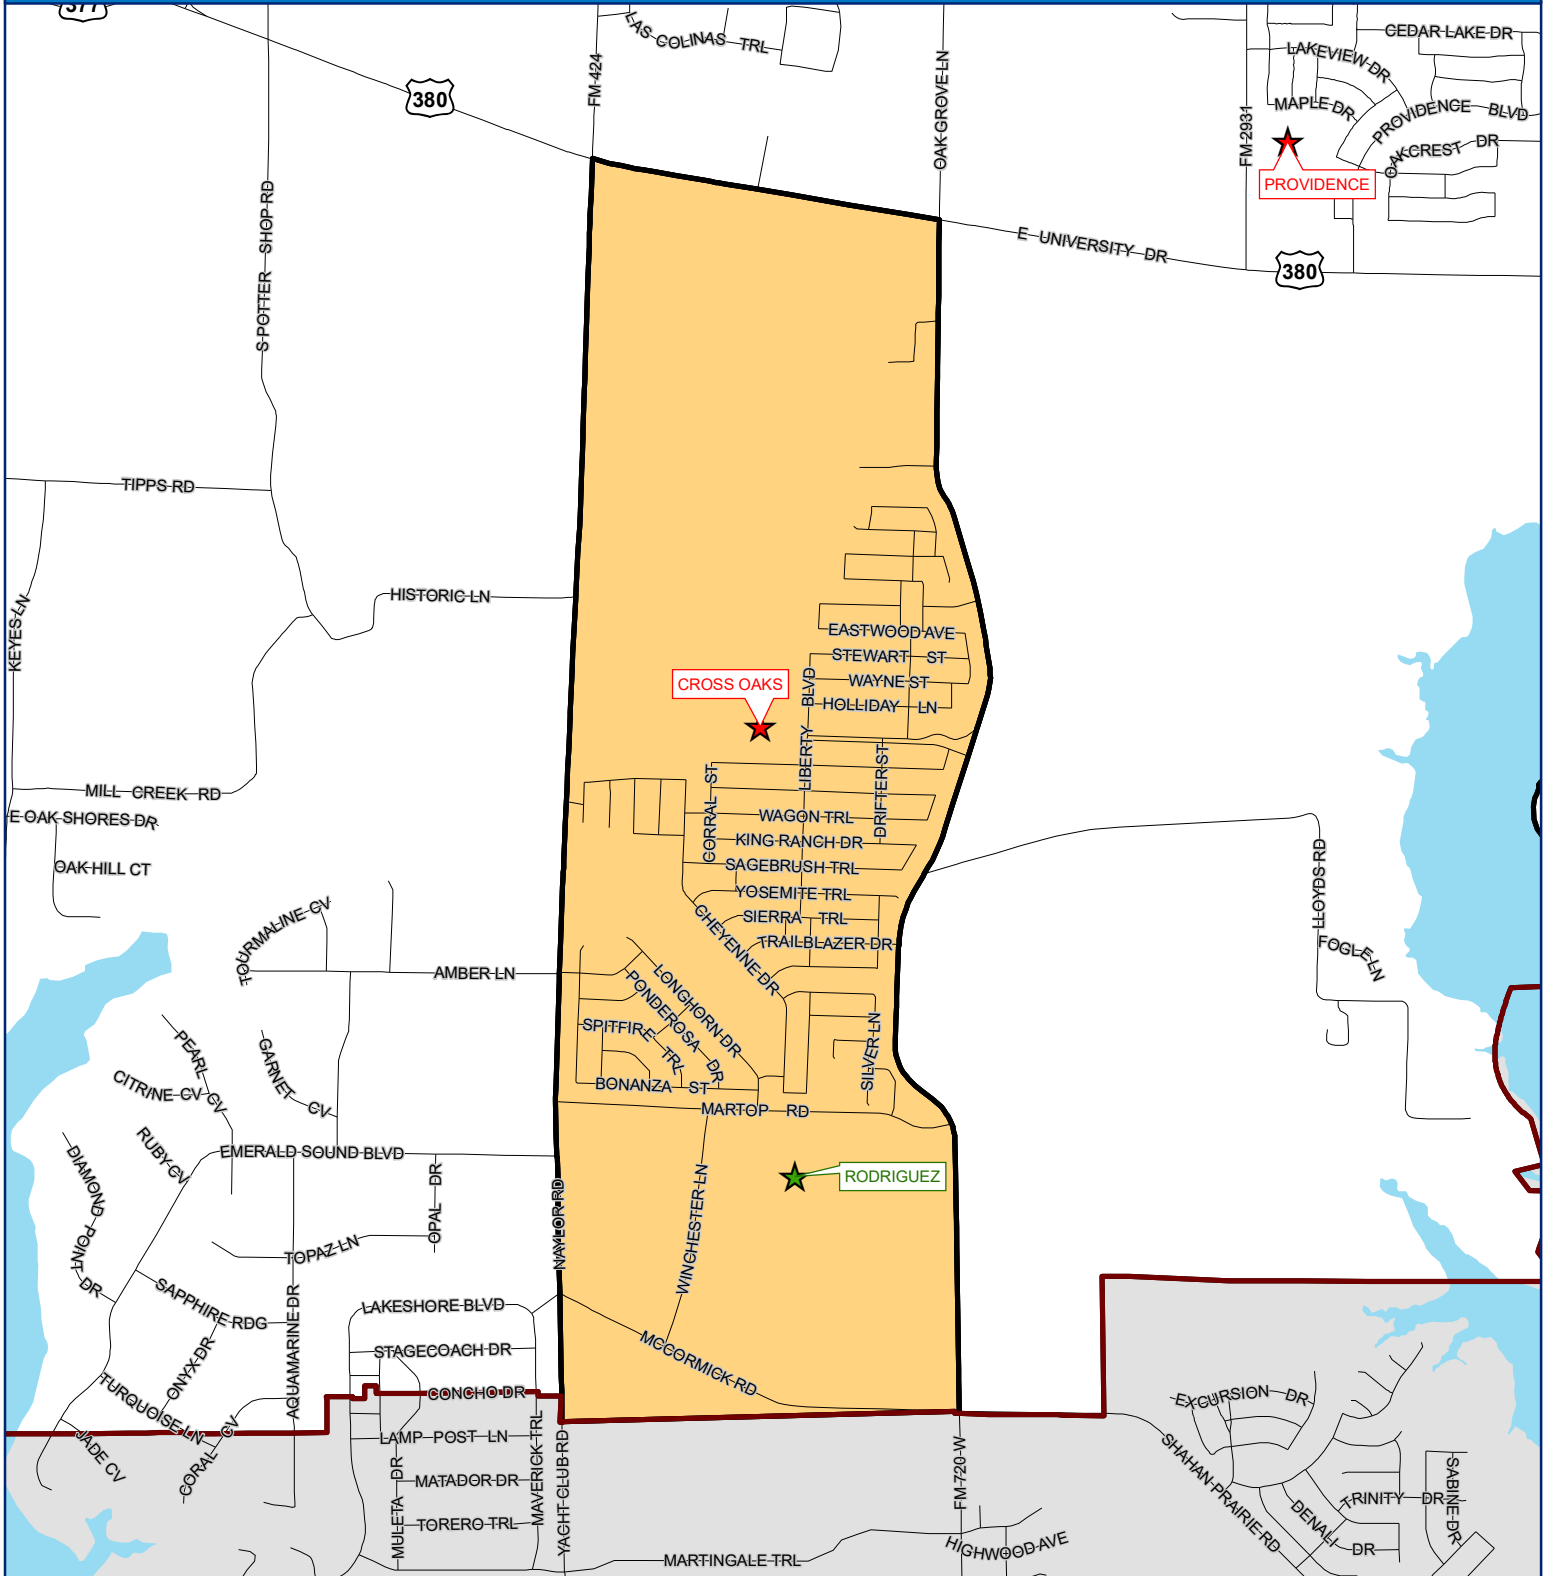 377
LAS COLINAS TRL
CEDAR LAKE DR
LAKEVIEW DR
FM 424
380
OAK GROVE LN
MAPLE DR
PROVIDENCE BLVD
FM 2931
OAKCREST DR
PROVIDENCE
S POTTER SHOP RD
E UNIVERSITY DR
380
TIPPS RD
HISTORIC LN
KEYES LN
EASTWOOD AVE
STEWART ST
WAYNE ST
HOLLIDAY LN
CROSS OAKS
LIBERTY BLVD
CORRAL ST
DRIFTER ST
MILL CREEK RD
E OAK SHORES DR
WAGON TRL
KING RANCH DR
OAK HILL CT
SAGEBRUSH TRL
YOSEMITE TRL
SIERRA TRL
TRAILBLAZER DR
CHEYENNE DR
LLOYDS RD
FOGLE LN
TOURMALINE CV
AMBER LN
LONGHORN DR
PONDEROSA DR
SPITFIRE TRL
SILVER LN
PEARL CV
GARNET CV
CITRINE CV
BONANZA ST
MARTOP RD
RUBY CV
EMERALD SOUND BLVD
DIAMOND POINT DR
OPAL DR
NAYLOR RD
WINCHESTER LN
RODRIGUEZ
TOPAZ LN
SAPPHIRE RDG
AQUAMARINE DR
LAKESHORE BLVD
STAGECOACH DR
MCCORMICK RD
ONYX DR
TURQUOISE LN
CONCHO DR
EXCURSION DR
JADE CV
CORAL CV
LAMP POST LN
MAVERICK TRL
YACHT CLUB RD
FM 720 W
SHAHAN PRAIRIE RD
MULETA DR
MATADOR DR
TORERO TRL
TRINITY DR
SABINE DR
DENALI DR
MARTINGALE TRL
HIGHWOOD AVE